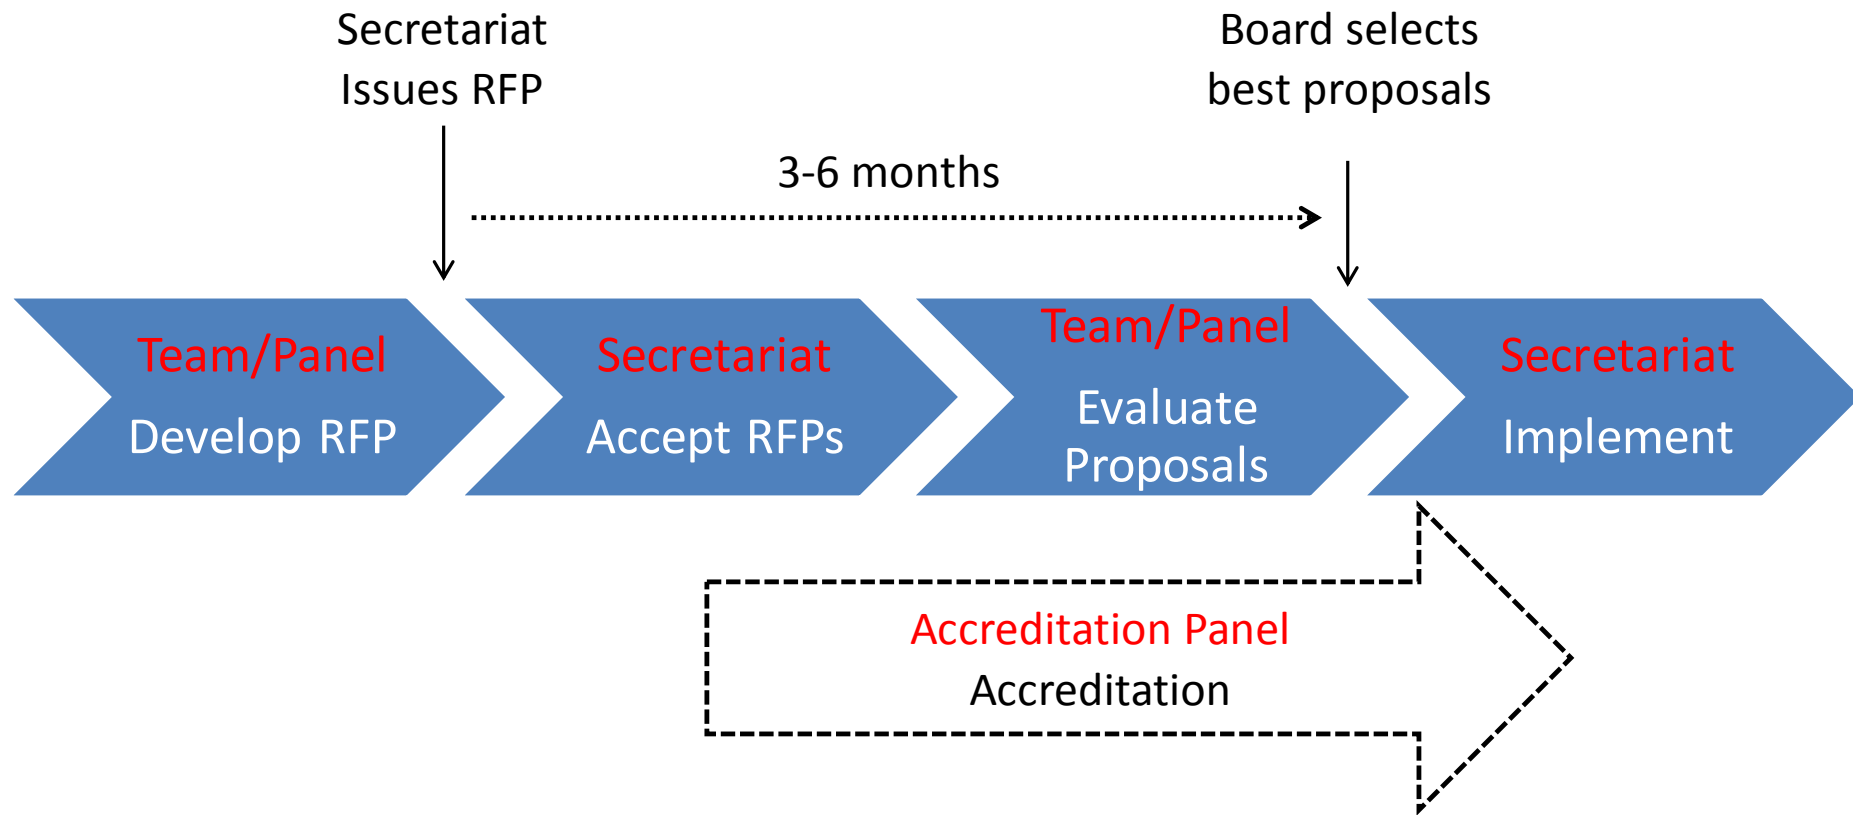 Secretariat
Issues RFP
Board selects
best proposals
3-6 months
Team/Panel
Develop RFP
Secretariat
Accept RFPs
Team/Panel
Evaluate
Proposals
Secretariat
Implement
Accreditation Panel
Accreditation